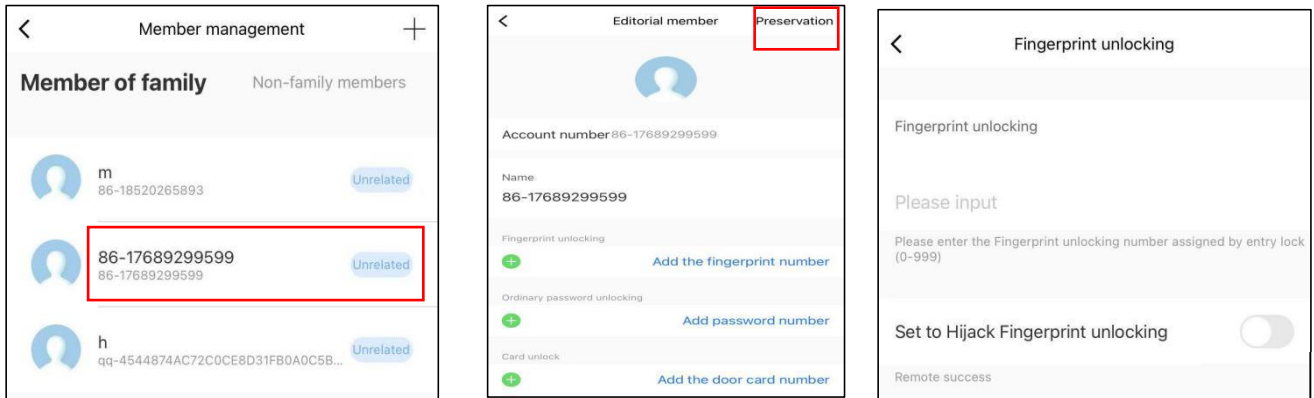 Member management
Member of family
Non-family members
m
86-18520265893
Unrelated
86-17689299599
86-17689299599
Unrelated
h
qq-4544874AC72C0CE8D31FB0A0C5B...
Unrelated
Editorial member
Preservation
Account number86-17689299599
Name
86-17689299599
Fingerprint unlocking
Add the fingerprint number
Ordinary password unlocking
Add password number
Card unlock
Add the door card number
Fingerprint unlocking
Fingerprint unlocking
Please input
Please enter the Fingerprint unlocking number assigned by entry lock
(0-999)
Set to Hijack Fingerprint unlocking
Remote success